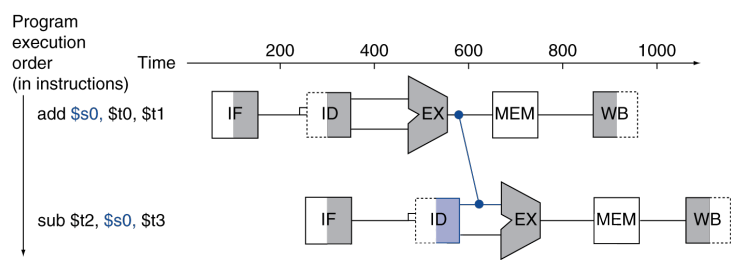 Program
execution
order
(in instructions)
Time
200 400 600 800 1000
add $s0, $t0, $t1
IF ID EX MEM WB
sub $t2, $s0, $t3
IF ID EX MEM WB